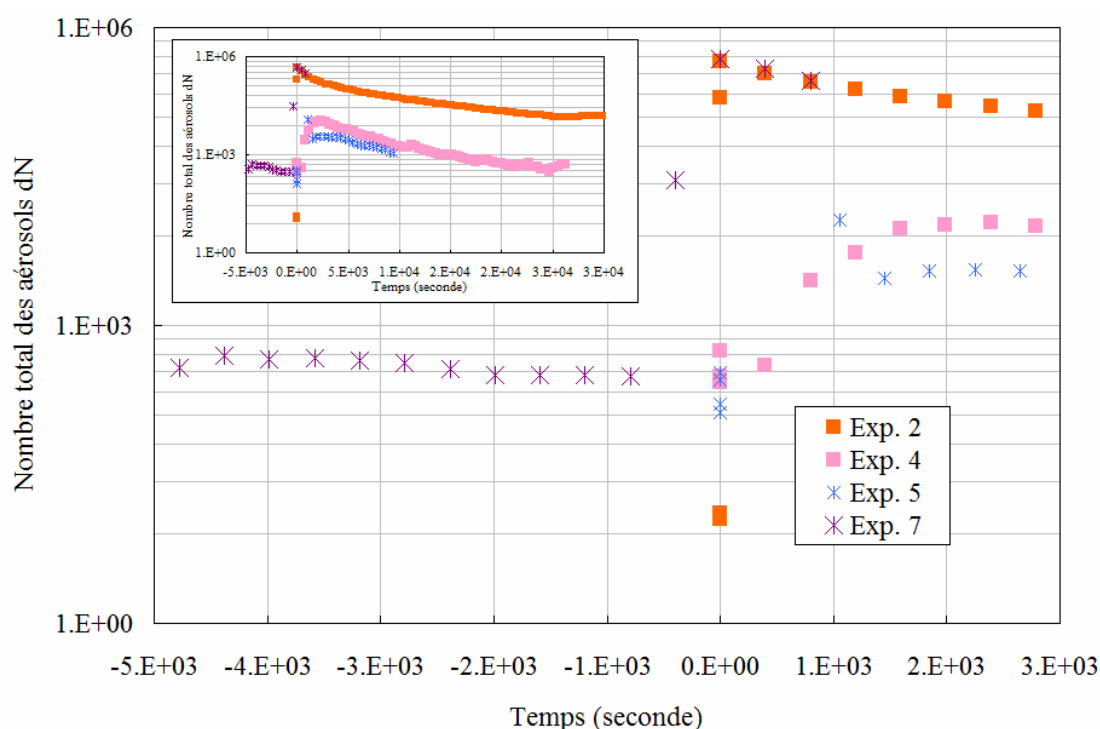 1.E+06
1.E+03
1.E+00
Nombre total des aérosols dN
-5.E+03
-4.E+03
-3.E+03
-2.E+03
-1.E+03
0.E+00
1.E+03
2.E+03
3.E+03
Temps (seconde)
1.E+06
1.E+03
1.E+00
Nombre total des aérosols dN
-5.E+03
0.E+00
5.E+03
1.E+04
2.E+04
2.E+04
3.E+04
3.E+04
Temps (seconde)
Exp. 2
Exp. 4
Exp. 5
Exp. 7